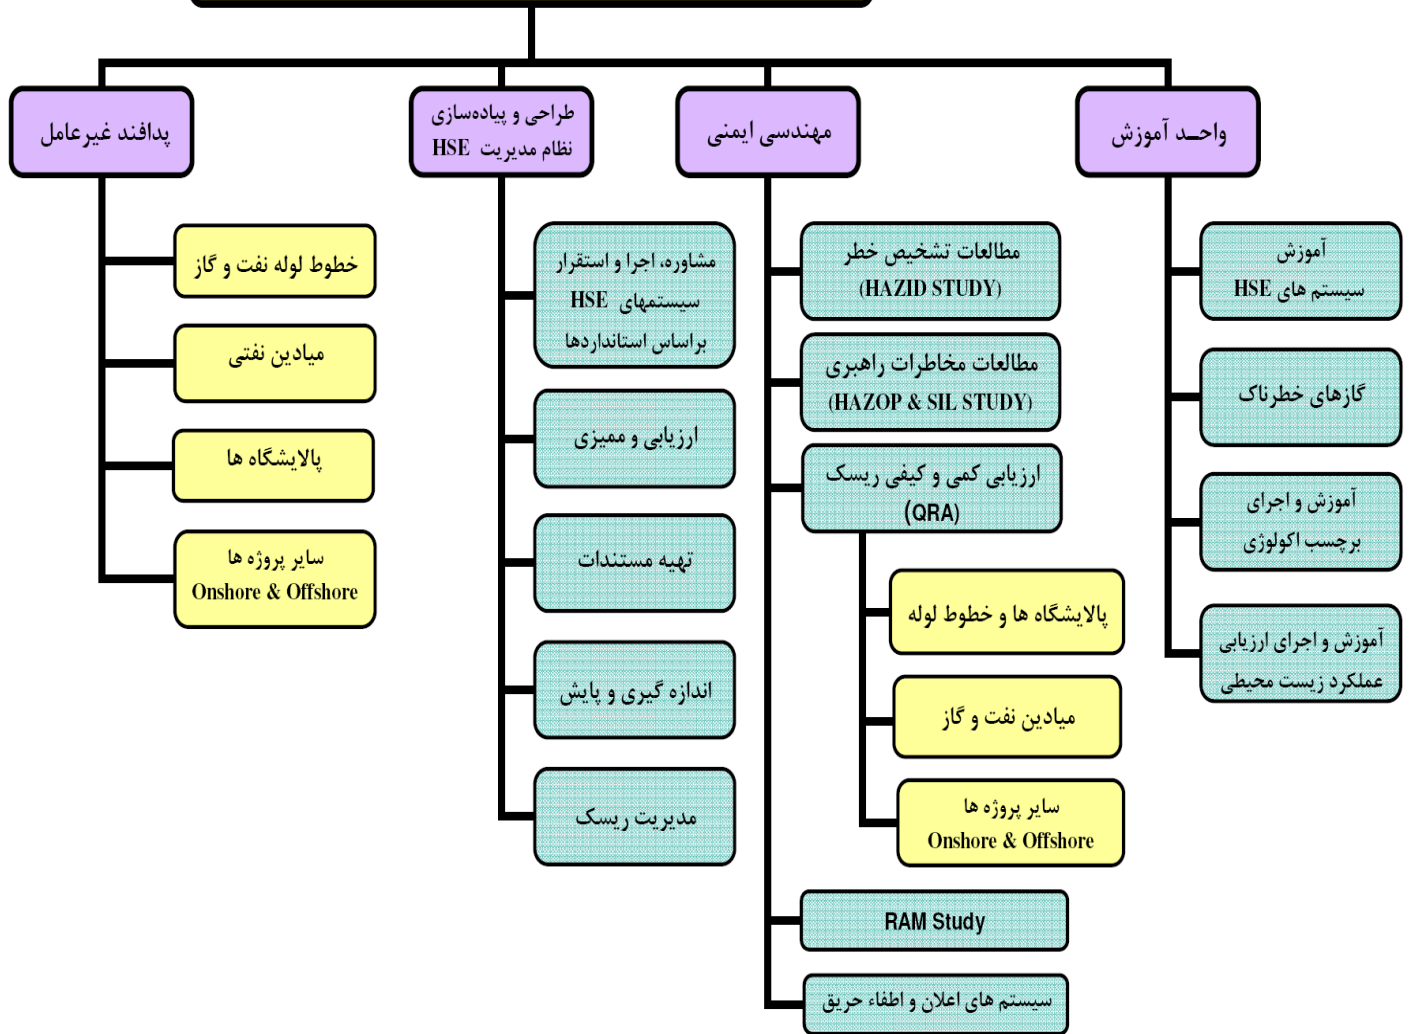 واحـد آموزش
آموزش
سیستم های HSE
گازهای خطرناک
آموزش و اجرای
برچسب اکولوژی
آموزش و اجرای ارزیابی
عملکرد زیست محیطی
مهندسی ایمنی
مطالعات تشخیص خطر
(HAZID STUDY)
مطالعات مخاطرات راهبری
(HAZOP & SIL STUDY)
ارزیابی کمی و کیفی ریسک
(QRA)
پالایشگاه ها و خطوط لوله
میادین نفت و گاز
سایر پروژه ها
Onshore & Offshore
RAM Study
سیستم های اعلان و اطفاء حریق
طراحی و پیاده‌سازی
نظام مدیریت HSE
مشاوره، اجرا و استقرار
سیستمهای HSE
براساس استانداردها
ارزیابی و ممیزی
تهیه مستندات
اندازه گیری و پایش
مدیریت ریسک
پدافند غیرعامل
خطوط لوله نفت و گاز
میادین نفتی
پالایشگاه ها
سایر پروژه ها
Onshore & Offshore